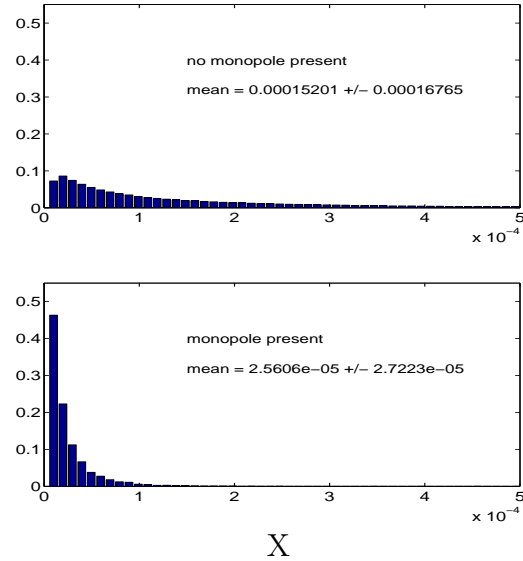 0.5
0.4
0.3
0.2
0.1
0
no monopole present
mean = 0.00015201 +/− 0.00016765
0 1 2 3 4 5
x 10−4
0.5
0.4
0.3
0.2
0.1
0
monopole present
mean = 2.5606e−05 +/− 2.7223e−05
0 1 2 3 4 5
x 10−4
X